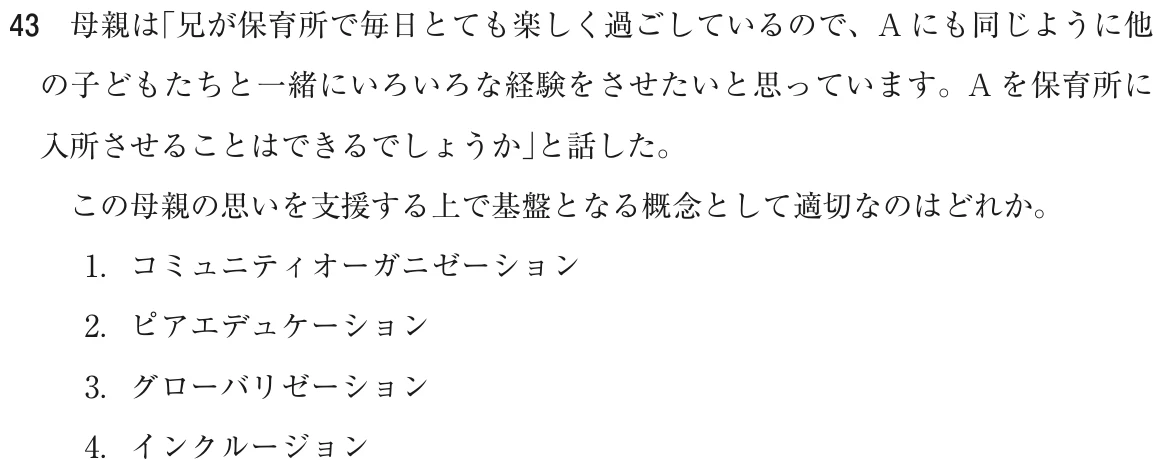 43 母親は「兄が保育所で毎日とても楽しく過ごしているので、A にも同じように他
の子どもたちと一緒にいろいろな経験をさせたいと思っています。A を保育所に
入所させることはできるでしょうか」と話した。
この母親の思いを支援する上で基盤となる概念として適切なのはどれか。
1. コミュニティオーガニゼーション
2. ピアエデュケーション
3. グローバリゼーション
4. インクルージョン